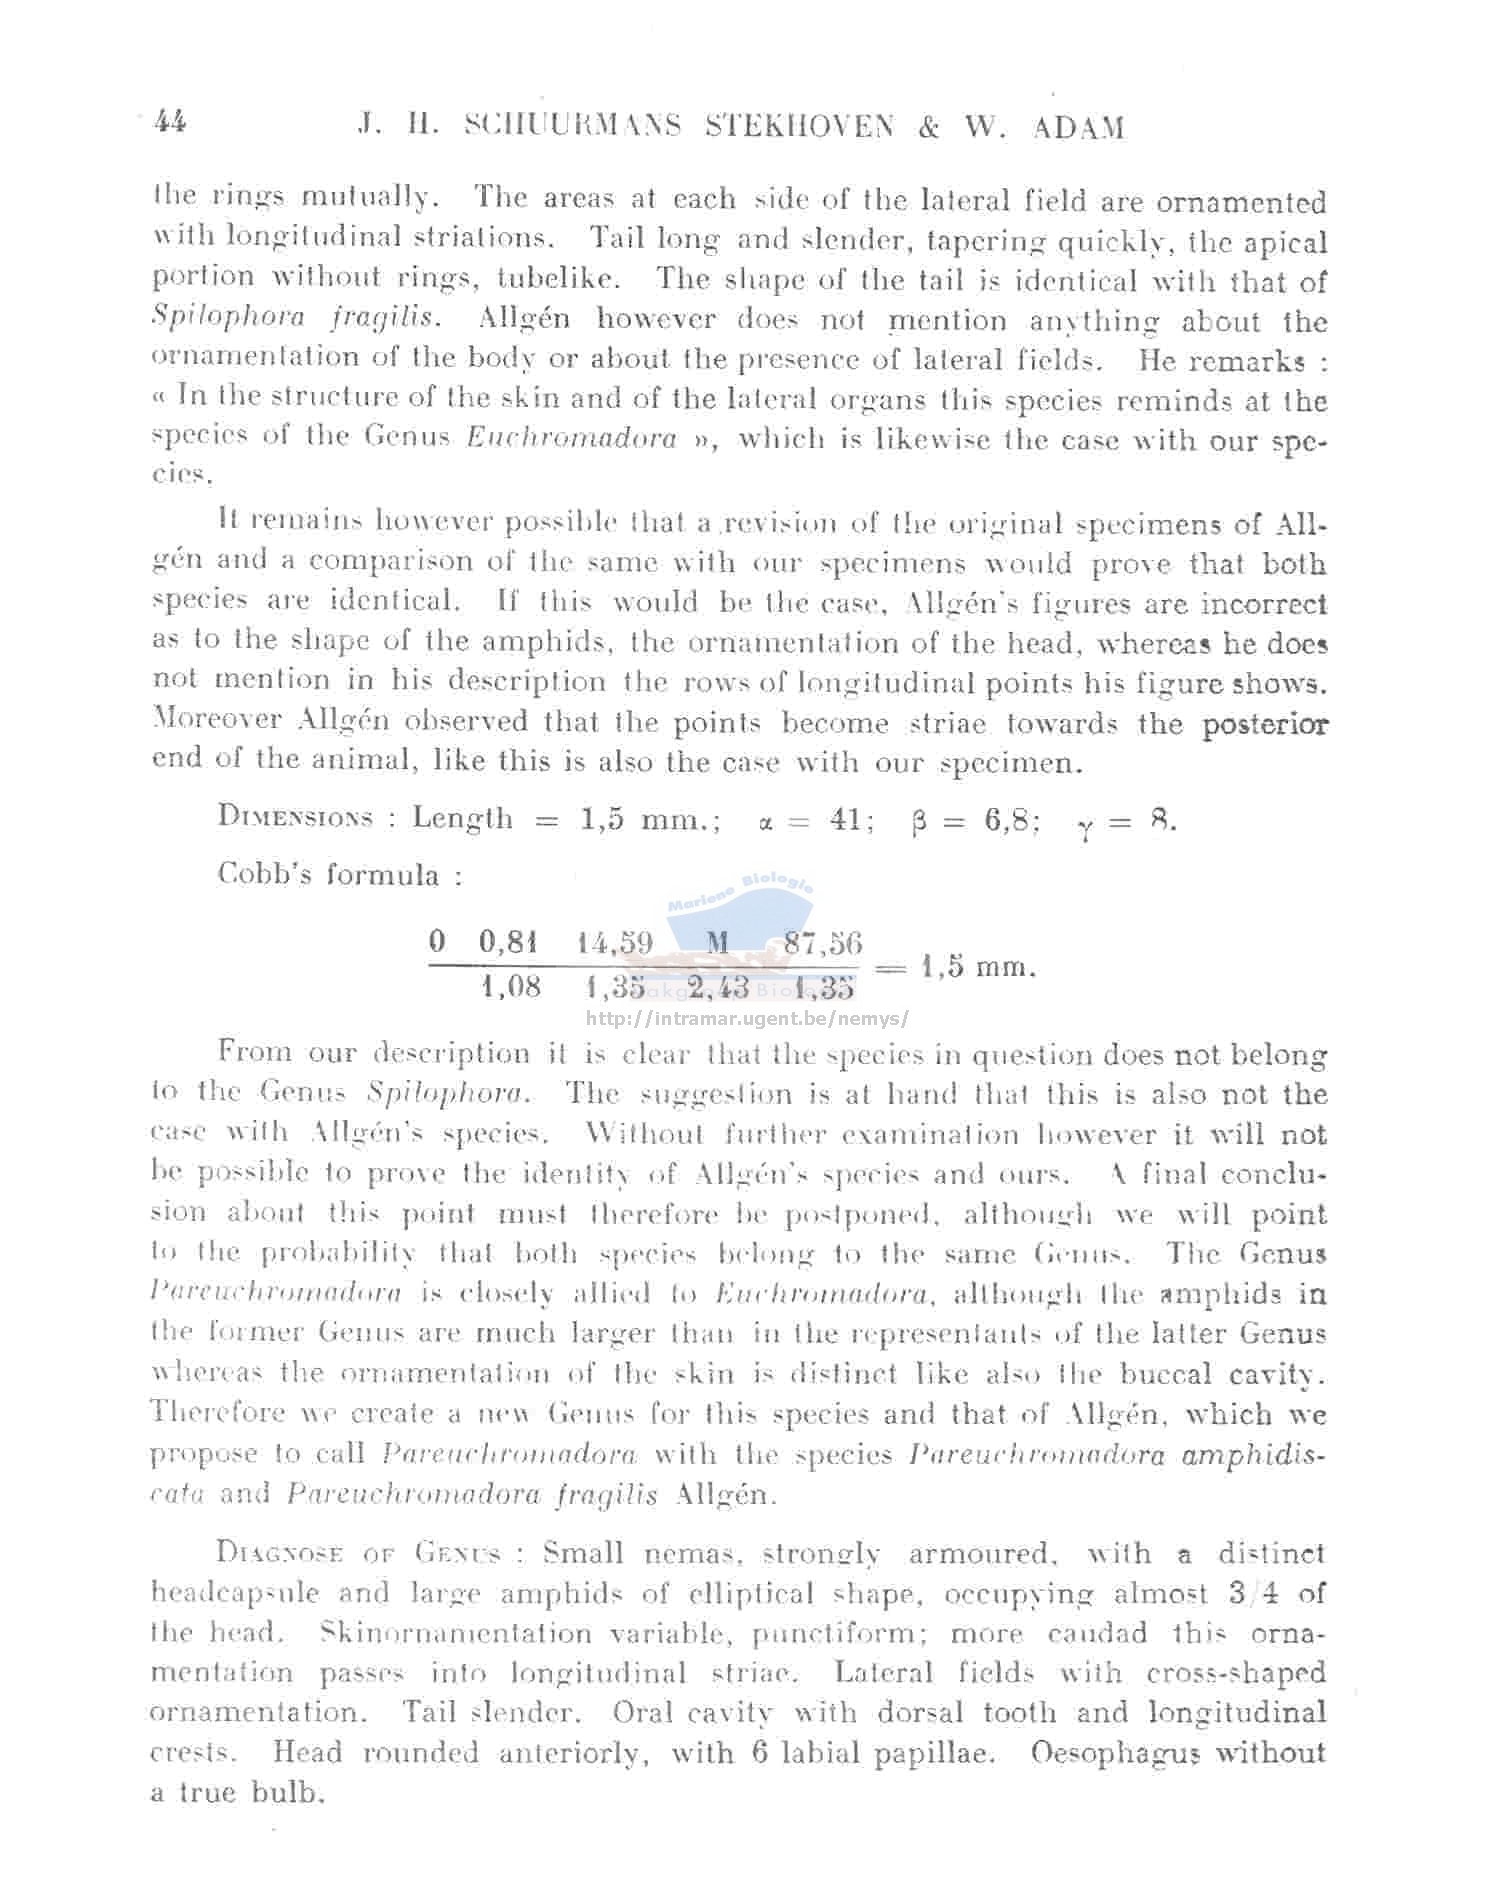 44 J. H. SCHUURMANS STEKHOVEN & W. ADAM
the rings mutually. The areas at each side of the lateral field are ornamented
with longitudinal striations. Tail long and slender, tapering quickly, the apical
portion without rings, tubelike. The shape of the tail is identical with that of
Spilophora fragilis. Allgén however does not mention anything about the
ornamentation of the body or about the presence of lateral fields. He remarks :
« In the structure of the skin and of the lateral organs this species reminds at the
species of the Genus Euchromadora », which is likewise the case with our spe-
cies.
It remains however possible that a revision of the original specimens of All-
gén and a comparison of the same with our specimens would prove that both
species are identical. If this would be the case, Allgén's figures are incorrect
as to the shape of the amphids, the ornamentation of the head, whereas he does
not mention in his description the rows of longitudinal points his figure shows.
Moreover Allgén observed that the points become striae towards the posterior
end of the animal, like this is also the case with our specimen.
DIMENSIONS : Length = 1,5 mm.; α = 41; β = 6,8; γ = 8.
Cobb's formula :
Mariene Biologie
0 0,81 14,59 M 87,56
1,08 1,35 2,43 1,35 = 1,5 mm.
http://intramar.ugent.be/nemys/
From our description it is clear that the species in question does not belong
to the Genus Spilophora. The suggestion is at hand that this is also not the
case with Allgén's species. Without further examination however it will not
be possible to prove the identity of Allgén's species and ours. A final conclu-
sion about this point must therefore be postponed, although we will point
to the probability that both species belong to the same Genus. The Genus
Pareuchromadora is closely allied to Euchromadora, although the amphids in
the former Genus are much larger than in the representants of the latter Genus
whereas the ornamentation of the skin is distinct like also the buccal cavity.
Therefore we create a new Genus for this species and that of Allgén, which we
propose to call Pareuchromadora with the species Pareuchromadora amphidis-
cata and Pareuchromadora fragilis Allgén.
DIAGNOSE OF GENUS : Small nemas, strongly armoured, with a distinct
headcapsule and large amphids of elliptical shape, occupying almost 3/4 of
the head. Skinornamentation variable, punctiform; more caudad this orna-
mentation passes into longitudinal striae. Lateral fields with cross-shaped
ornamentation. Tail slender. Oral cavity with dorsal tooth and longitudinal
crests. Head rounded anteriorly, with 6 labial papillae. Oesophagus without
a true bulb.